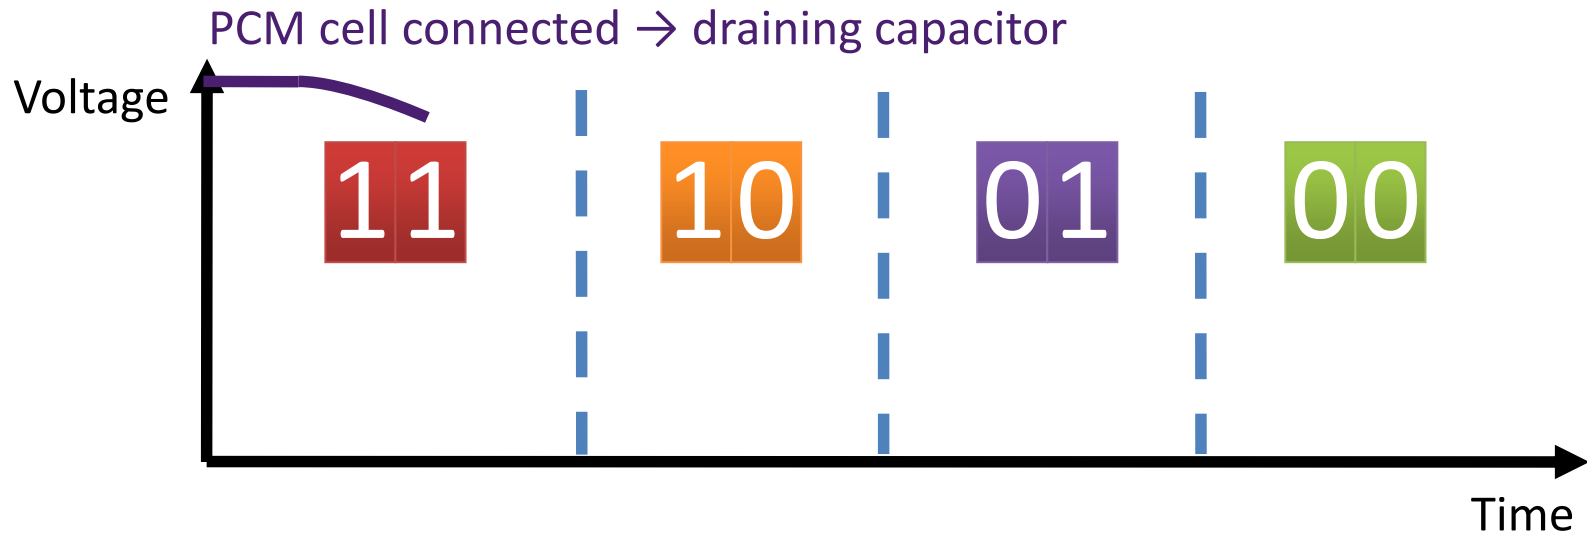 PCM cell connected → draining capacitor
Voltage
11 10 01 00
Time